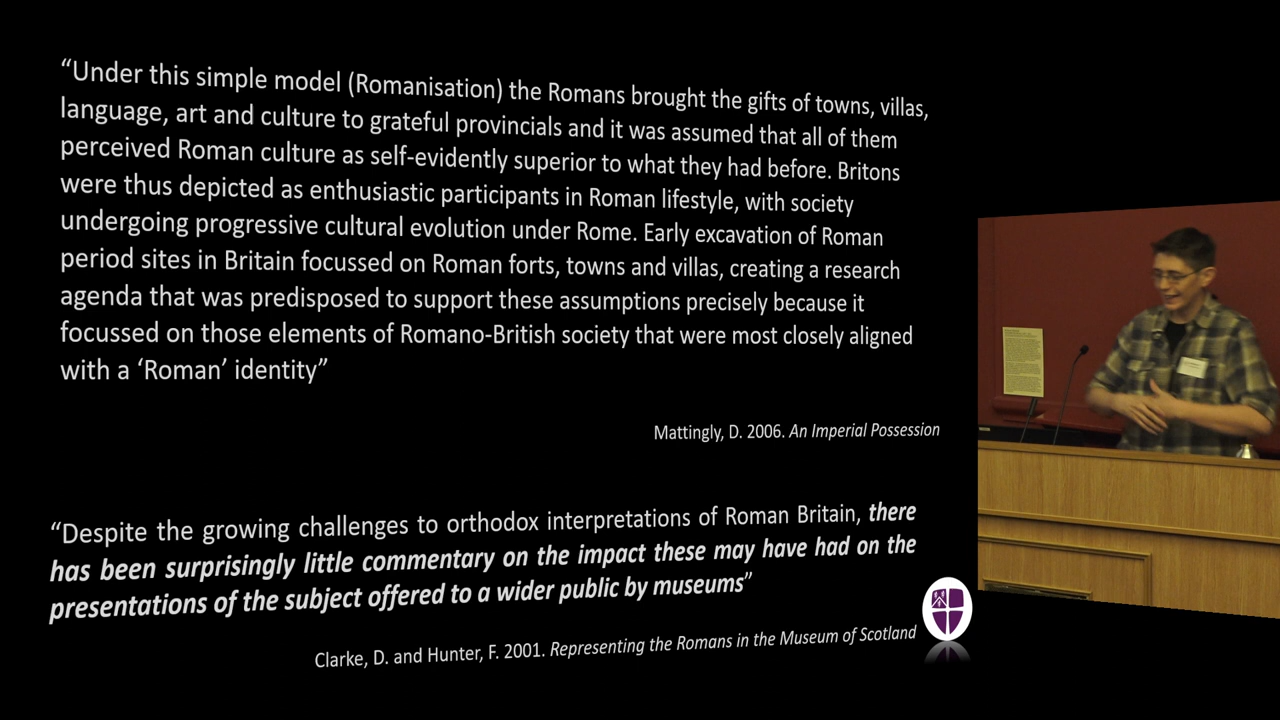 “Under this simple model (Romanisation) the Romans brought the gifts of towns, villas,
language, art and culture to grateful provincials and it was assumed that all of them
perceived Roman culture as self-evidently superior to what they had before. Britons
were thus depicted as enthusiastic participants in Roman lifestyle, with society
undergoing progressive cultural evolution under Rome. Early excavation of Roman
period sites in Britain focussed on Roman forts, towns and villas, creating a research
agenda that was predisposed to support these assumptions precisely because it
focussed on those elements of Romano-British society that were most closely aligned
with a ‘Roman’ identity”
Mattingly, D. 2006. An Imperial Possession
“Despite the growing challenges to orthodox interpretations of Roman Britain, there
has been surprisingly little commentary on the impact these may have had on the
presentations of the subject offered to a wider public by museums”
Clarke, D. and Hunter, F. 2001. Representing the Romans in the Museum of Scotland